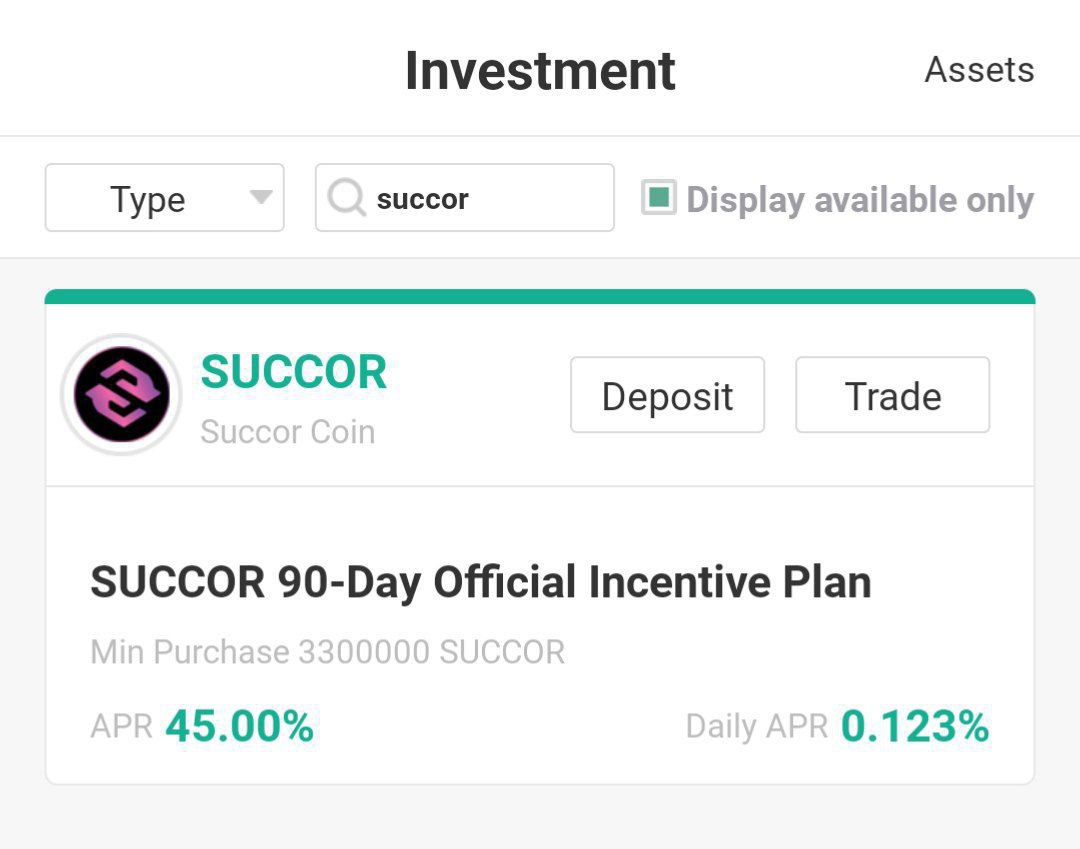 Investment Assets
Type succor Display available only
SUCCOR
Succor Coin
Deposit Trade
SUCCOR 90-Day Official Incentive Plan
Min Purchase 3300000 SUCCOR
APR 45.00% Daily APR 0.123%